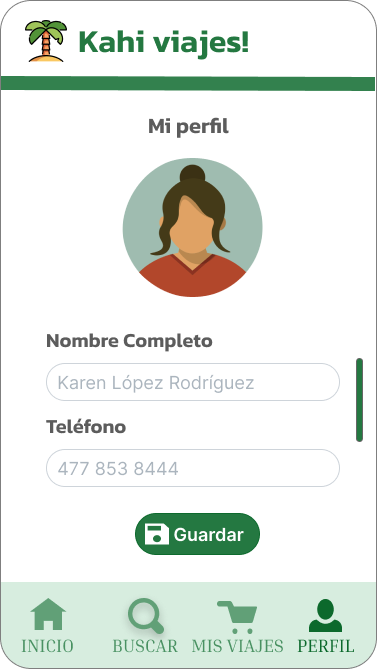 Kahi viajes!
Mi perfil
Nombre Completo
Karen López Rodríguez
Teléfono
477 853 8444
Guardar
INICIO BUSCAR MIS VIAJES PERFIL